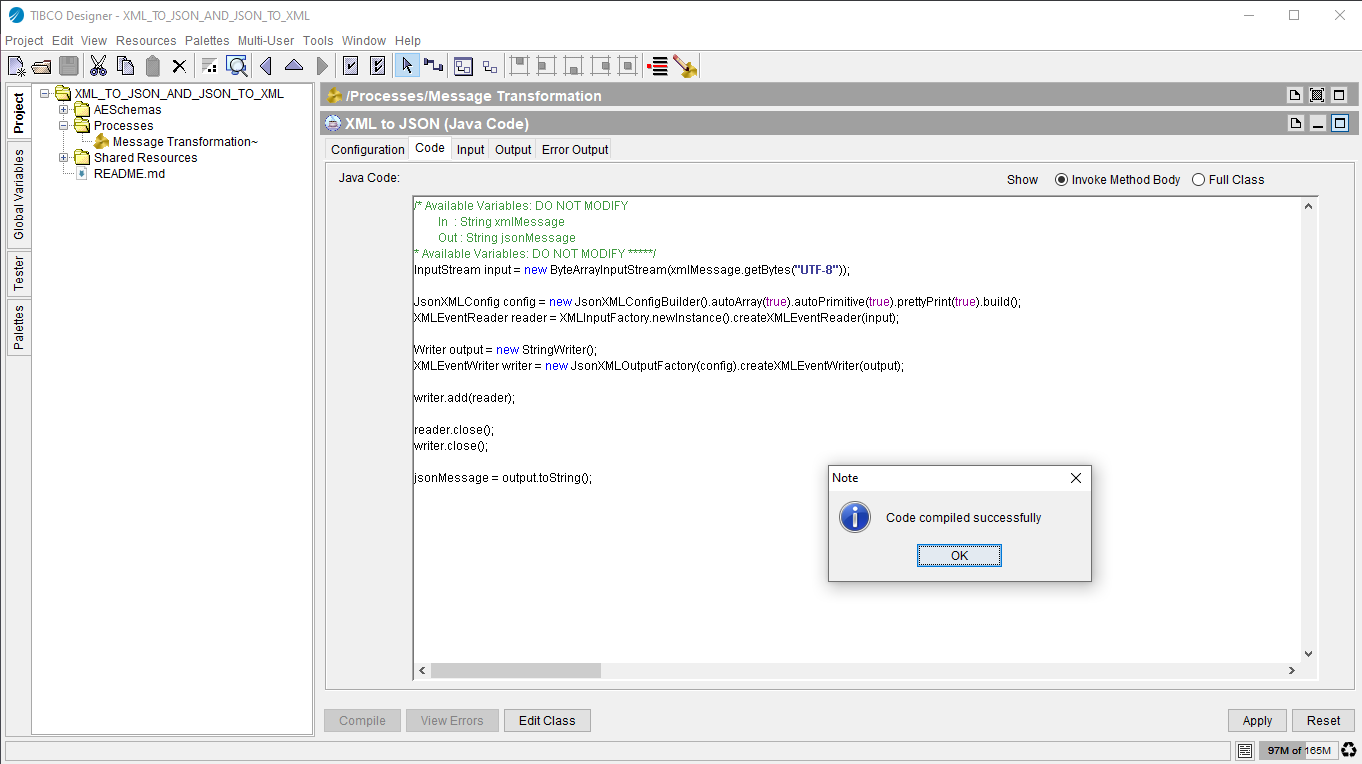 TIBCO Designer - XML_TO_JSON_AND_JSON_TO_XML
Project Edit View Resources Palettes Multi-User Tools Window Help
Project
Global Variables
Tester
Palettes
XML_TO_JSON_AND_JSON_TO_XML
AESchemas
Processes
Message Transformation~
Shared Resources
README.md
/Processes/Message Transformation
XML to JSON (Java Code)
Configuration Code Input Output Error Output
Java Code:
Show Invoke Method Body Full Class
/* Available Variables: DO NOT MODIFY
In : String xmlMessage
Out : String jsonMessage
* Available Variables: DO NOT MODIFY *****/
InputStream input = new ByteArrayInputStream(xmlMessage.getBytes("UTF-8"));
JsonXMLConfig config = new JsonXMLConfigBuilder().autoArray(true).autoPrimitive(true).prettyPrint(true).build();
XMLEventReader reader = XMLInputFactory.newInstance().createXMLEventReader(input);
Writer output = new StringWriter();
XMLEventWriter writer = new JsonXMLOutputFactory(config).createXMLEventWriter(output);
writer.add(reader);
reader.close();
writer.close();
jsonMessage = output.toString();
Note
Code compiled successfully
OK
Compile View Errors Edit Class Apply Reset
97M of 165M